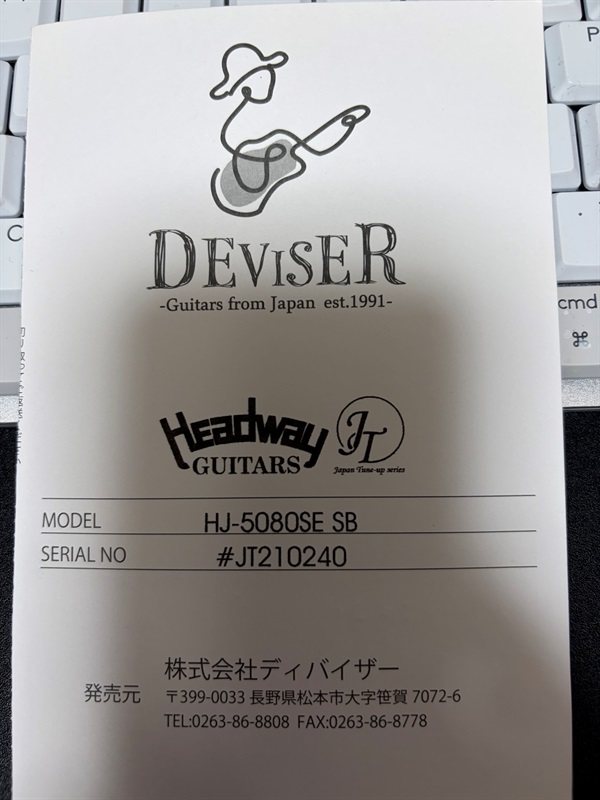 DEVISER
-Guitars from Japan est.1991-
Headway
GUITARS
JT
Japan Tune-up series
MODEL HJ-5080SE SB
SERIAL NO #JT210240
発売元
株式会社ディバイザー
〒399-0033 長野県松本市大字笹賀 7072-6
TEL:0263-86-8808 FAX:0263-86-8778
P
C
cmd
⌘